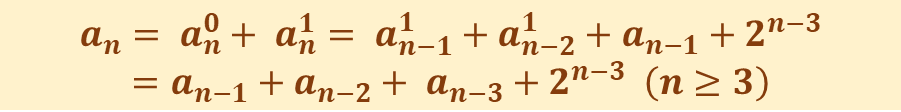 aₙ = aₙ⁰ + aₙ¹ = aₙ₋₁¹ + aₙ₋₂¹ + aₙ₋₁ + 2ⁿ⁻³
= aₙ₋₁ + aₙ₋₂ + aₙ₋₃ + 2ⁿ⁻³ (n ≥ 3)